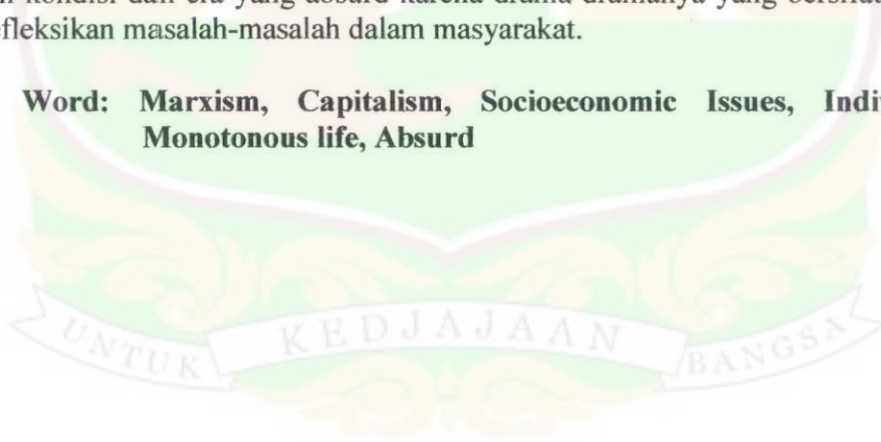 kondisi dan era yang absurd karena drama-dramanya yang
fleksikan masalah-masalah dalam masyarakat.
Word: Marxism, Capitalism, Socioeconomic Issues, Indi
Monotonous life, Absurd
UNTUK KEDJAJAAN BANGSA